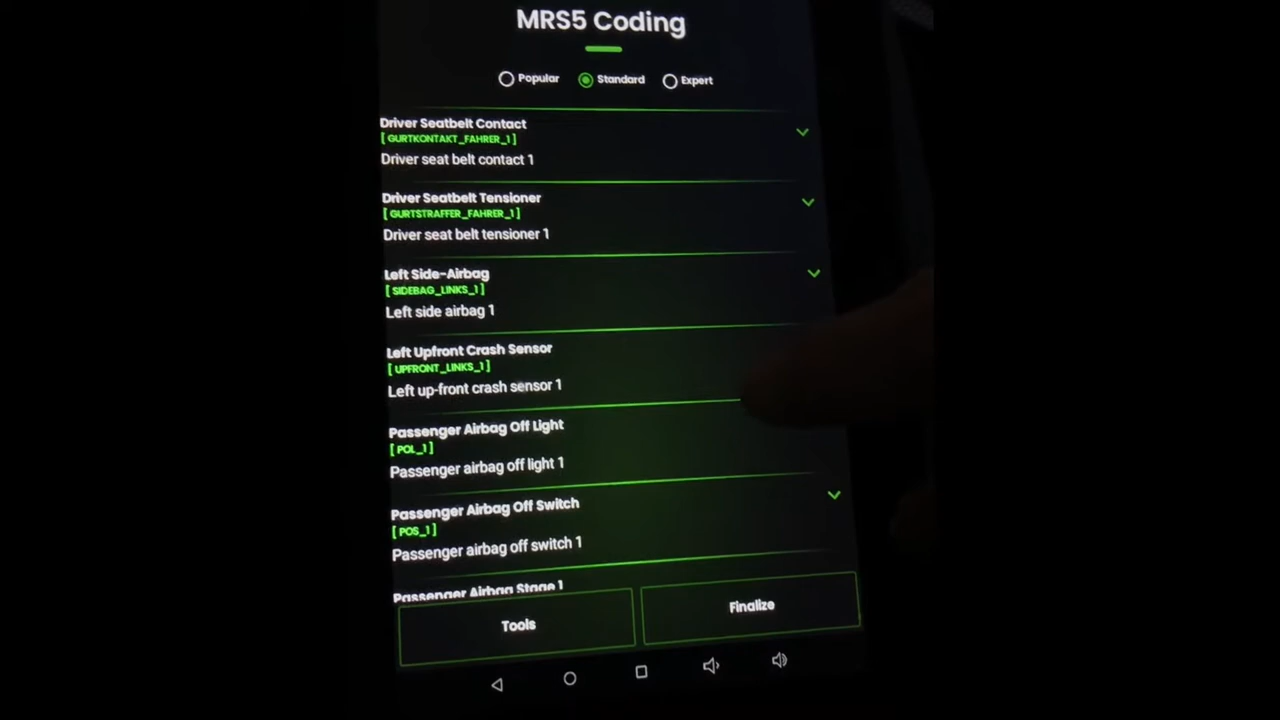 MRS5 Coding
Popular Standard Expert
Driver Seatbelt Contact
[ GURTKONTAKT_FAHRER_1 ]
Driver seat belt contact 1
Driver Seatbelt Tensioner
[ GURTSTRAFFER_FAHRER_1 ]
Driver seat belt tensioner 1
Left Side-Airbag
[ SIDEBAG_LINKS_1 ]
Left side airbag 1
Left Upfront Crash Sensor
[ UPFRONT_LINKS_1 ]
Left up-front crash sensor 1
Passenger Airbag Off Light
[ POL_1 ]
Passenger airbag off light 1
Passenger Airbag Off Switch
[ POS_1 ]
Passenger airbag off switch 1
Passenger Airbag Stage 1
Tools
Finalize